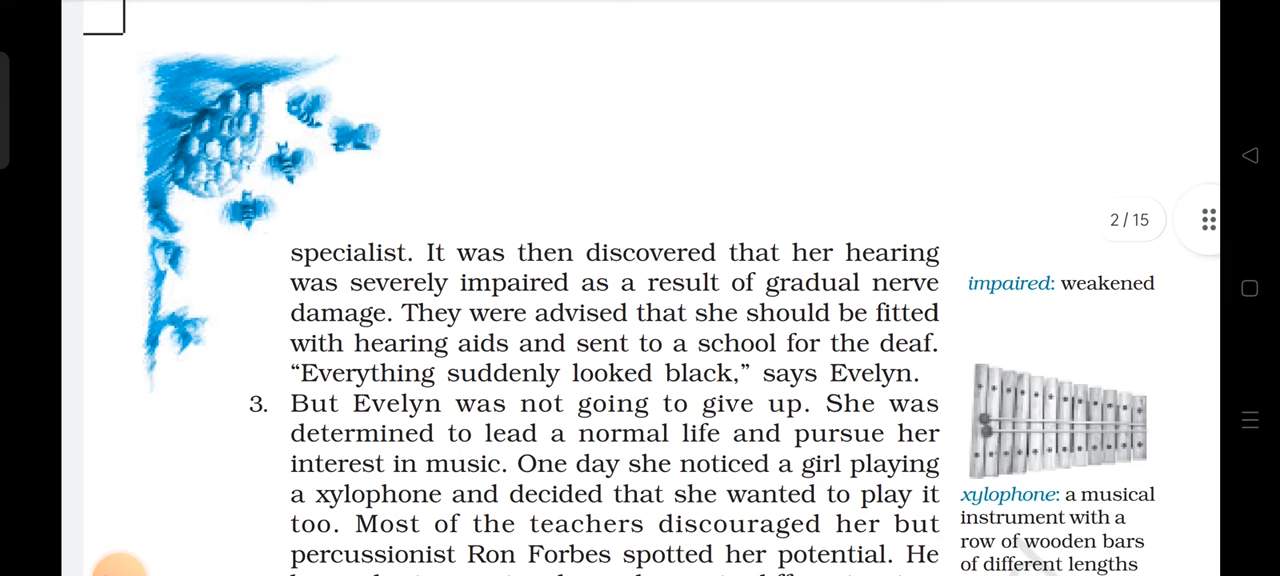 2/15
specialist. It was then discovered that her hearing
was severely impaired as a result of gradual nerve
damage. They were advised that she should be fitted
with hearing aids and sent to a school for the deaf.
“Everything suddenly looked black,” says Evelyn.
3. But Evelyn was not going to give up. She was
determined to lead a normal life and pursue her
interest in music. One day she noticed a girl playing
a xylophone and decided that she wanted to play it
too. Most of the teachers discouraged her but
percussionist Ron Forbes spotted her potential. He
impaired: weakened
xylophone: a musical
instrument with a
row of wooden bars
of different lengths